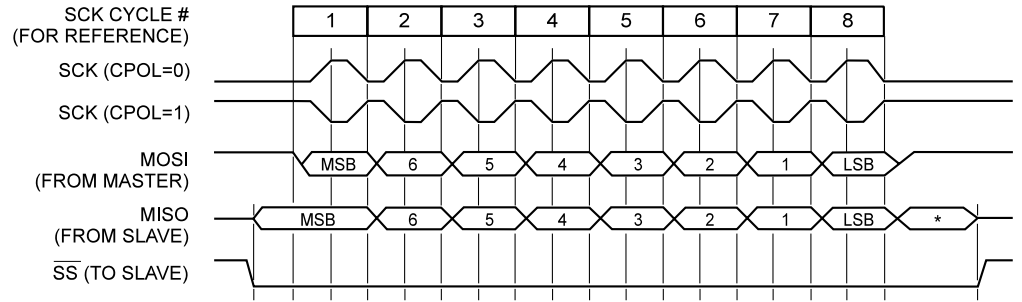 SCK CYCLE #
(FOR REFERENCE)
1 2 3 4 5 6 7 8
SCK (CPOL=0)
SCK (CPOL=1)
MOSI
(FROM MASTER)
MSB 6 5 4 3 2 1 LSB
MISO
(FROM SLAVE)
MSB 6 5 4 3 2 1 LSB *
SS (TO SLAVE)